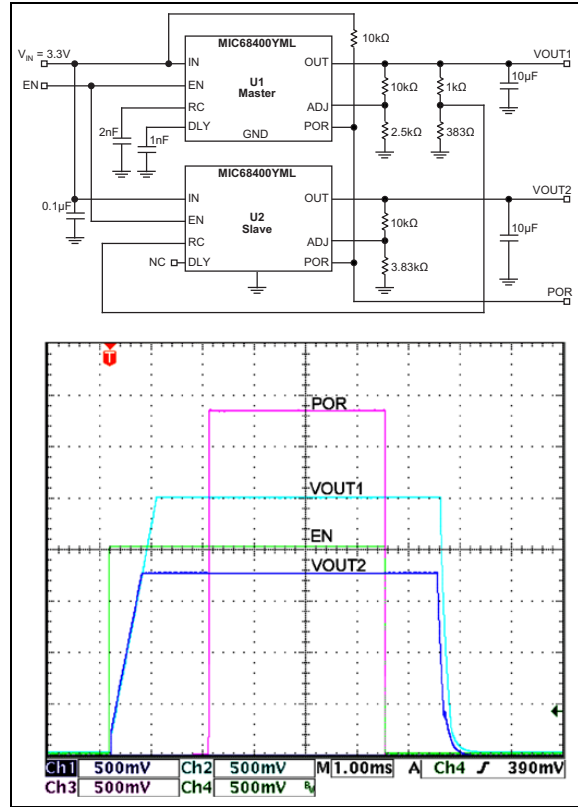 MIC68400YML
10kΩ
VIN = 3.3V
IN
OUT
VOUT1
EN
EN
U1
Master
10kΩ
1kΩ
10µF
RC
ADJ
2nF
DLY
GND
POR
2.5kΩ
383Ω
1nF
MIC68400YML
IN
OUT
VOUT2
0.1µF
EN
U2
Slave
10kΩ
10µF
RC
ADJ
NC
DLY
POR
3.83kΩ
POR
T
POR
VOUT1
EN
VOUT2
Ch1 500mV Ch2 500mV M 1.00ms A Ch4 390mV
Ch3 500mV Ch4 500mV BW